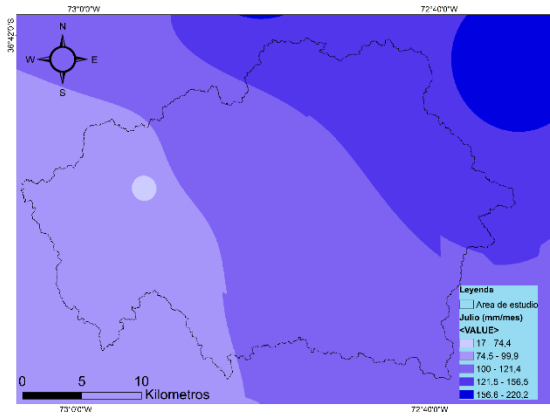 73°0'0"W 72°40'0"W
36°42'0"S
N
W E
S
Leyenda
Area de estudio
Julio (mm/mes)
<VALUE>
17 74,4
74,5 - 99,9
100 - 121,4
121,5 - 156,5
156,6 - 220,2
0 5 10
Kilometros
73°0'0"W 72°40'0"W